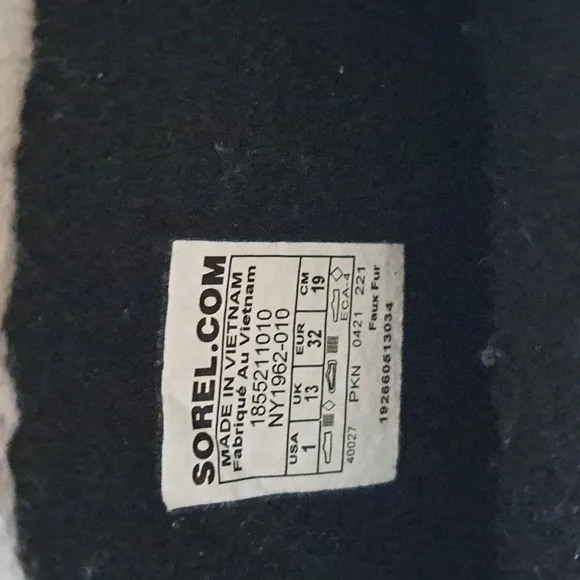 SOREL.COM
MADE IN VIETNAM
Fabriqué Au Vietnam
1855211010
NY1962-010
USA UK EUR CM
1 13 32 19
ECA-4
40027 PKN 0421 221
Faux Fur
192660513034